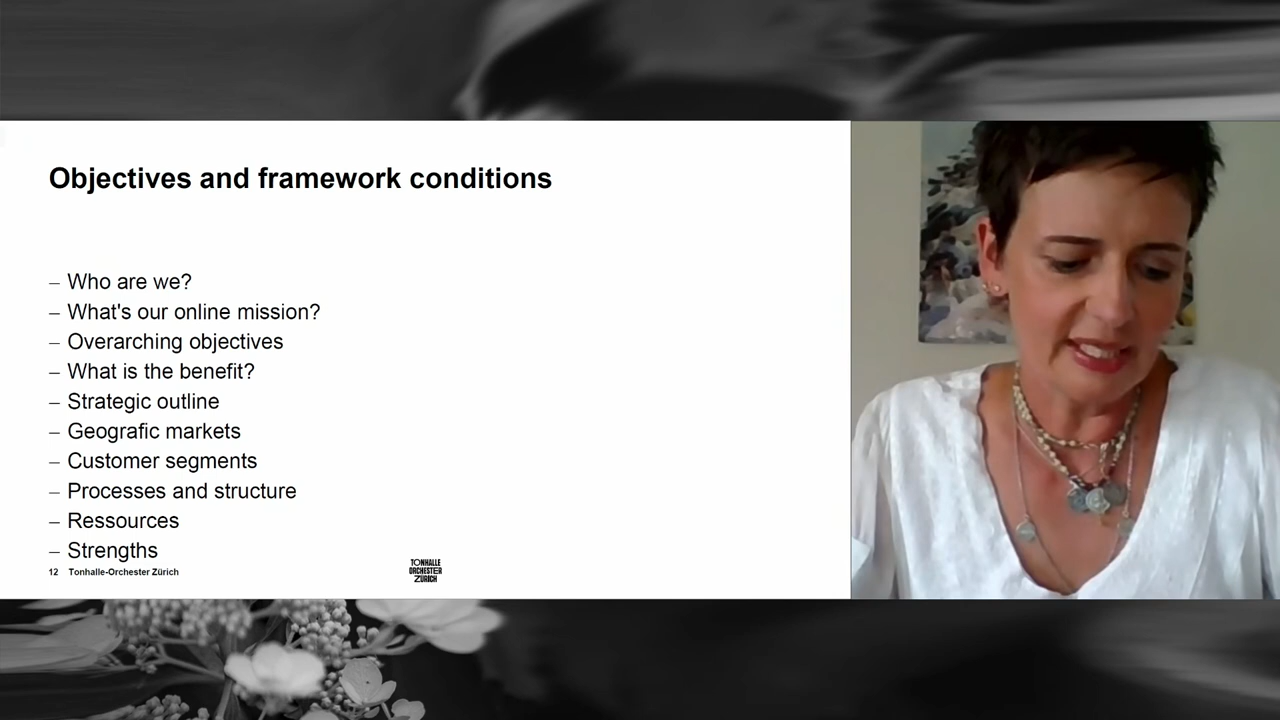 Objectives and framework conditions
– Who are we?
– What's our online mission?
– Overarching objectives
– What is the benefit?
– Strategic outline
– Geografic markets
– Customer segments
– Processes and structure
– Ressources
– Strengths
12 Tonhalle-Orchester Zürich
TONHALLE
ORCHESTER
ZÜRICH